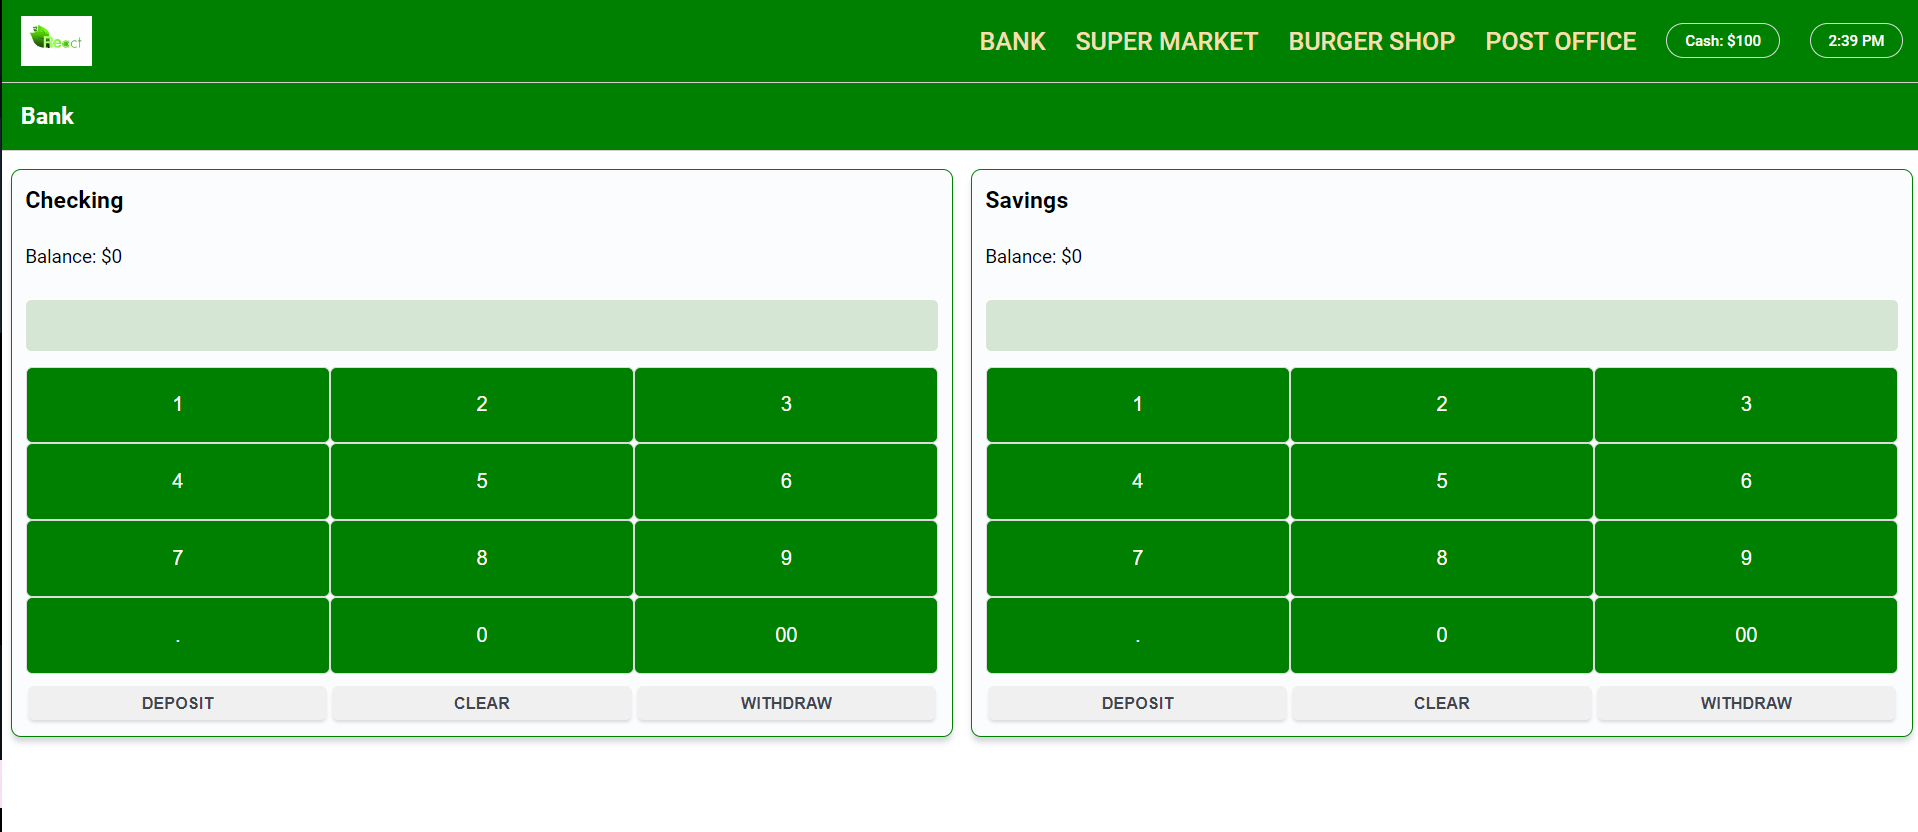 React
BANK SUPER MARKET BURGER SHOP POST OFFICE Cash: $100 2:39 PM
Bank
Checking
Balance: $0
1 2 3
4 5 6
7 8 9
. 0 00
DEPOSIT CLEAR WITHDRAW
Savings
Balance: $0
1 2 3
4 5 6
7 8 9
. 0 00
DEPOSIT CLEAR WITHDRAW